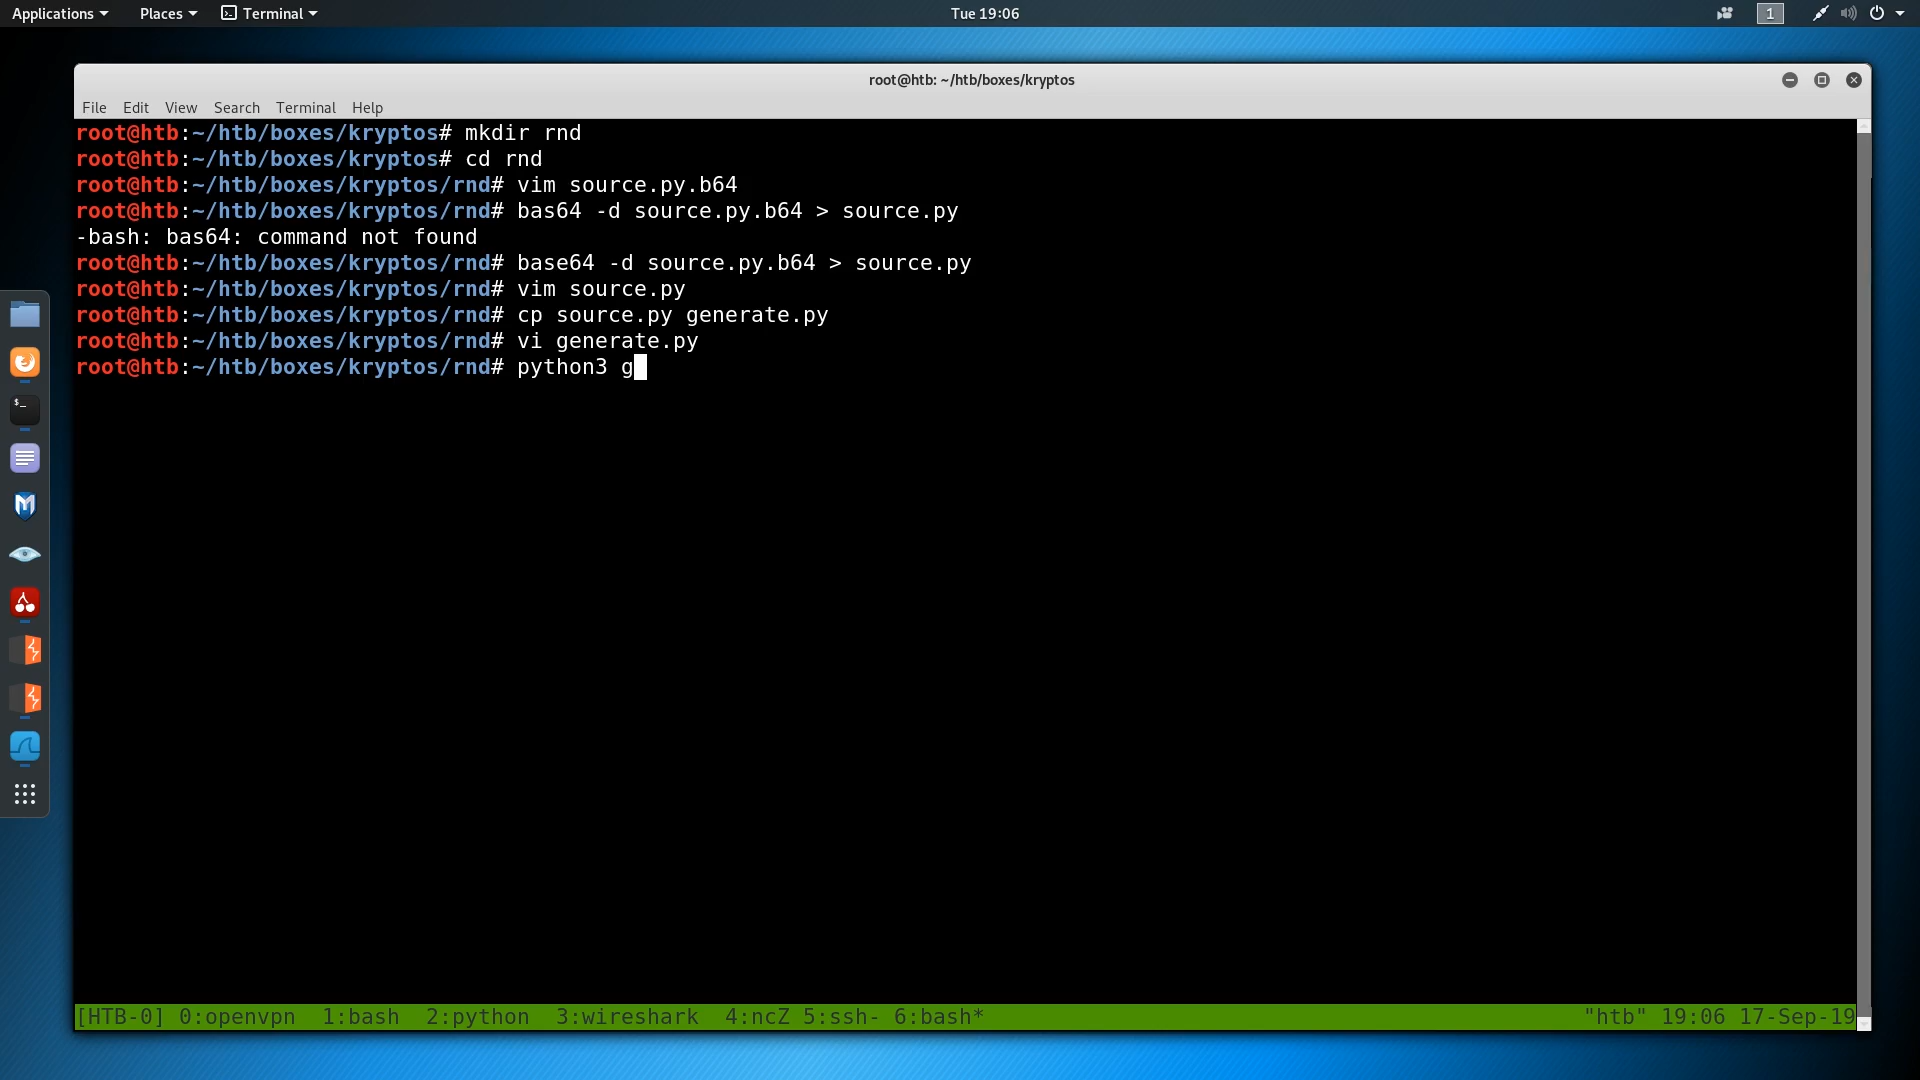 Applications Places Terminal Tue 19:06 1
root@htb: ~/htb/boxes/kryptos
File Edit View Search Terminal Help
root@htb:~/htb/boxes/kryptos# mkdir rnd
root@htb:~/htb/boxes/kryptos# cd rnd
root@htb:~/htb/boxes/kryptos/rnd# vim source.py.b64
root@htb:~/htb/boxes/kryptos/rnd# bas64 -d source.py.b64 > source.py
-bash: bas64: command not found
root@htb:~/htb/boxes/kryptos/rnd# base64 -d source.py.b64 > source.py
root@htb:~/htb/boxes/kryptos/rnd# vim source.py
root@htb:~/htb/boxes/kryptos/rnd# cp source.py generate.py
root@htb:~/htb/boxes/kryptos/rnd# vi generate.py
root@htb:~/htb/boxes/kryptos/rnd# python3 g
[HTB-0] 0:openvpn 1:bash 2:python 3:wireshark 4:ncZ 5:ssh- 6:bash* "htb" 19:06 17-Sep-19